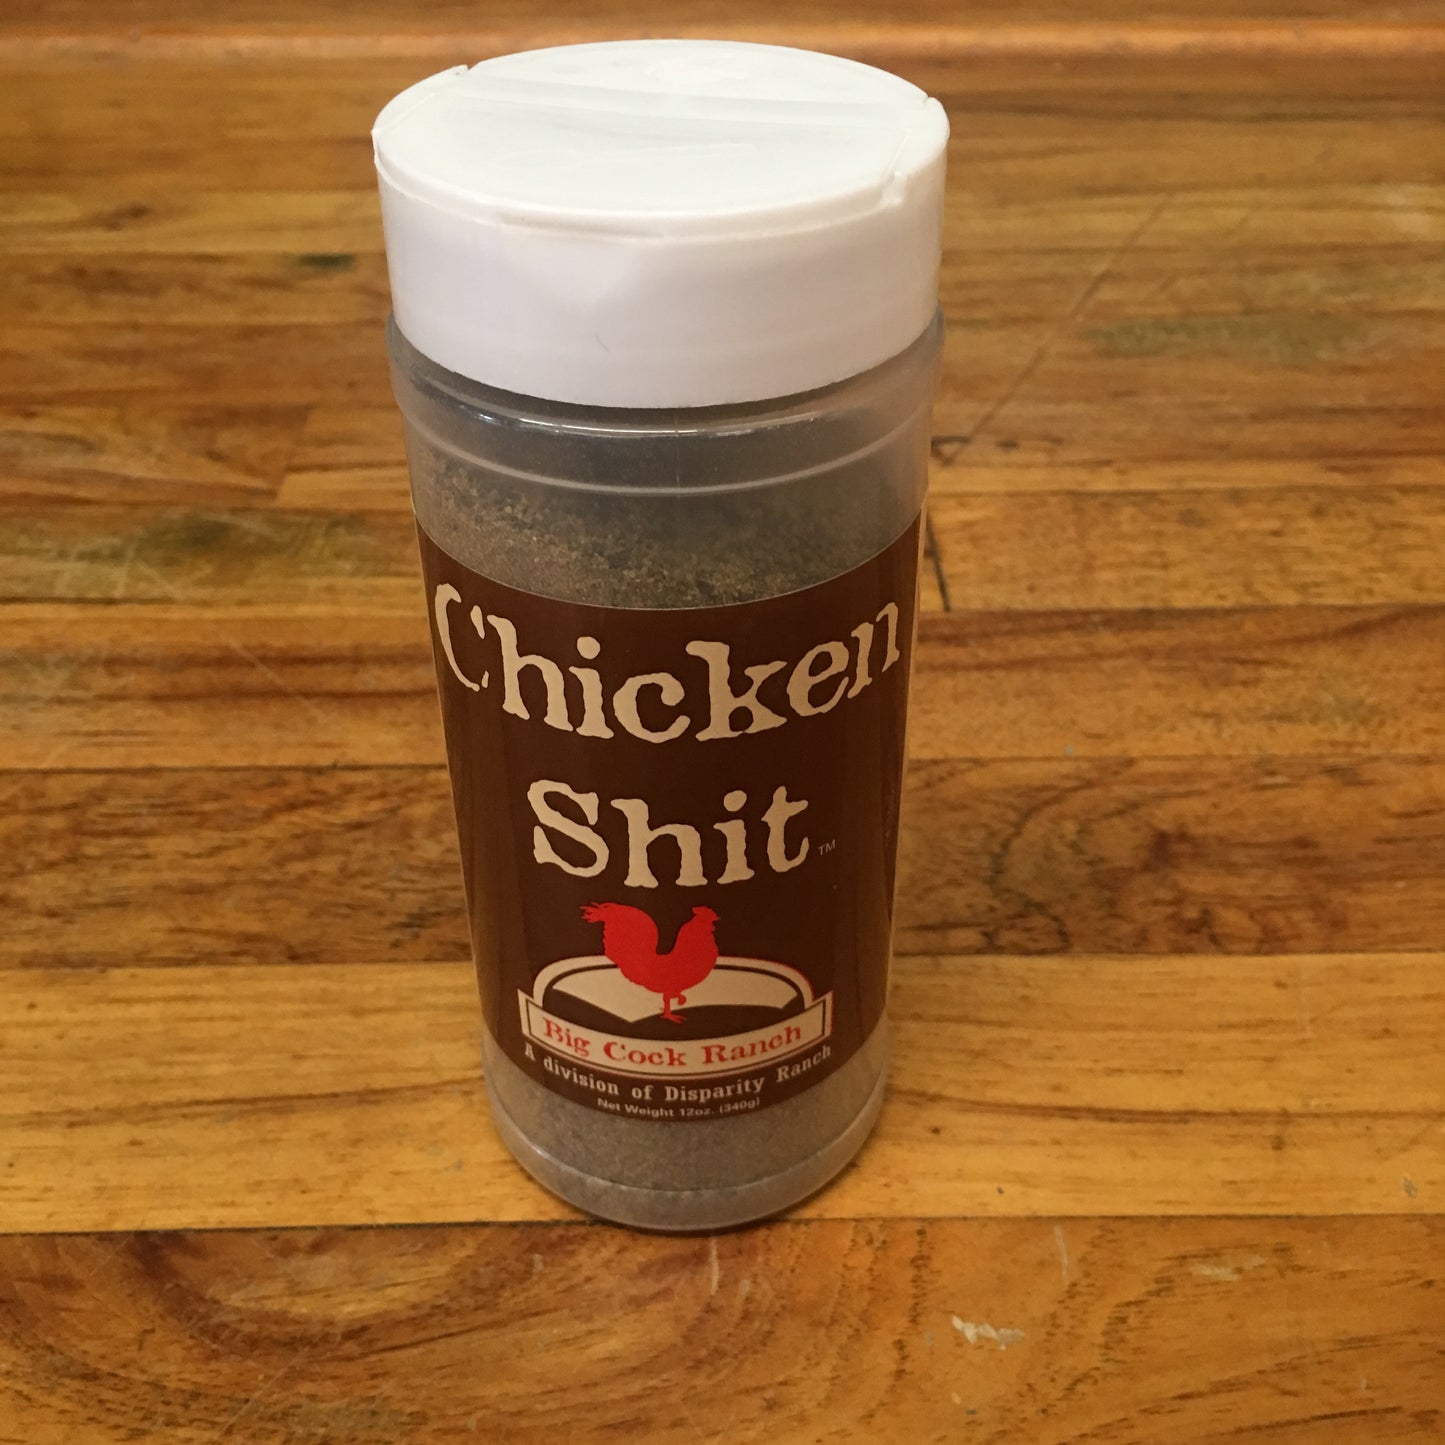 Chicken
Shit™
Big Cock Ranch
A division of Disparity Ranch
Net Weight 12oz. (340g)